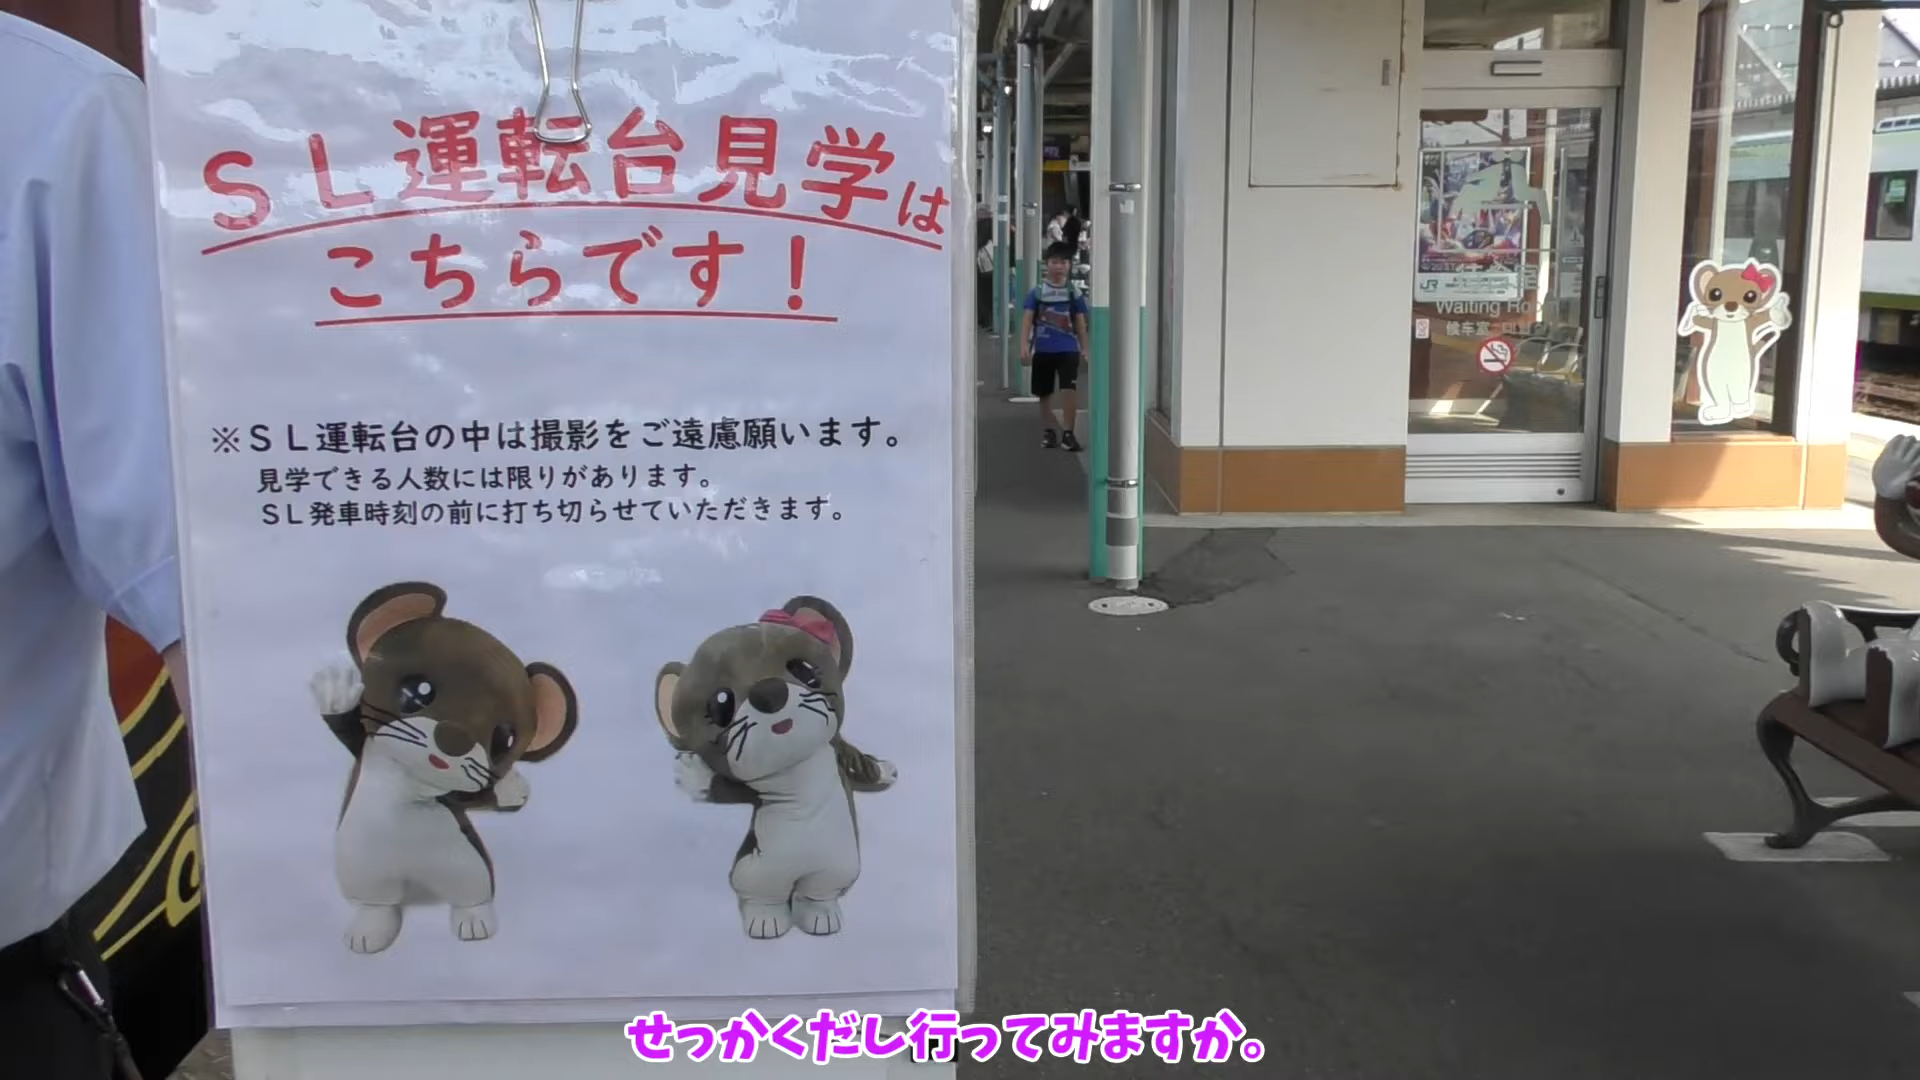 SL運転台見学は
こちらです！
※SL運転台の中は撮影をご遠慮願います。
見学できる人数には限りがあります。
SL発車時刻の前に打ち切らせていただきます。
JR
Waiting Ro
候车室
せっかくだし行ってみますか。